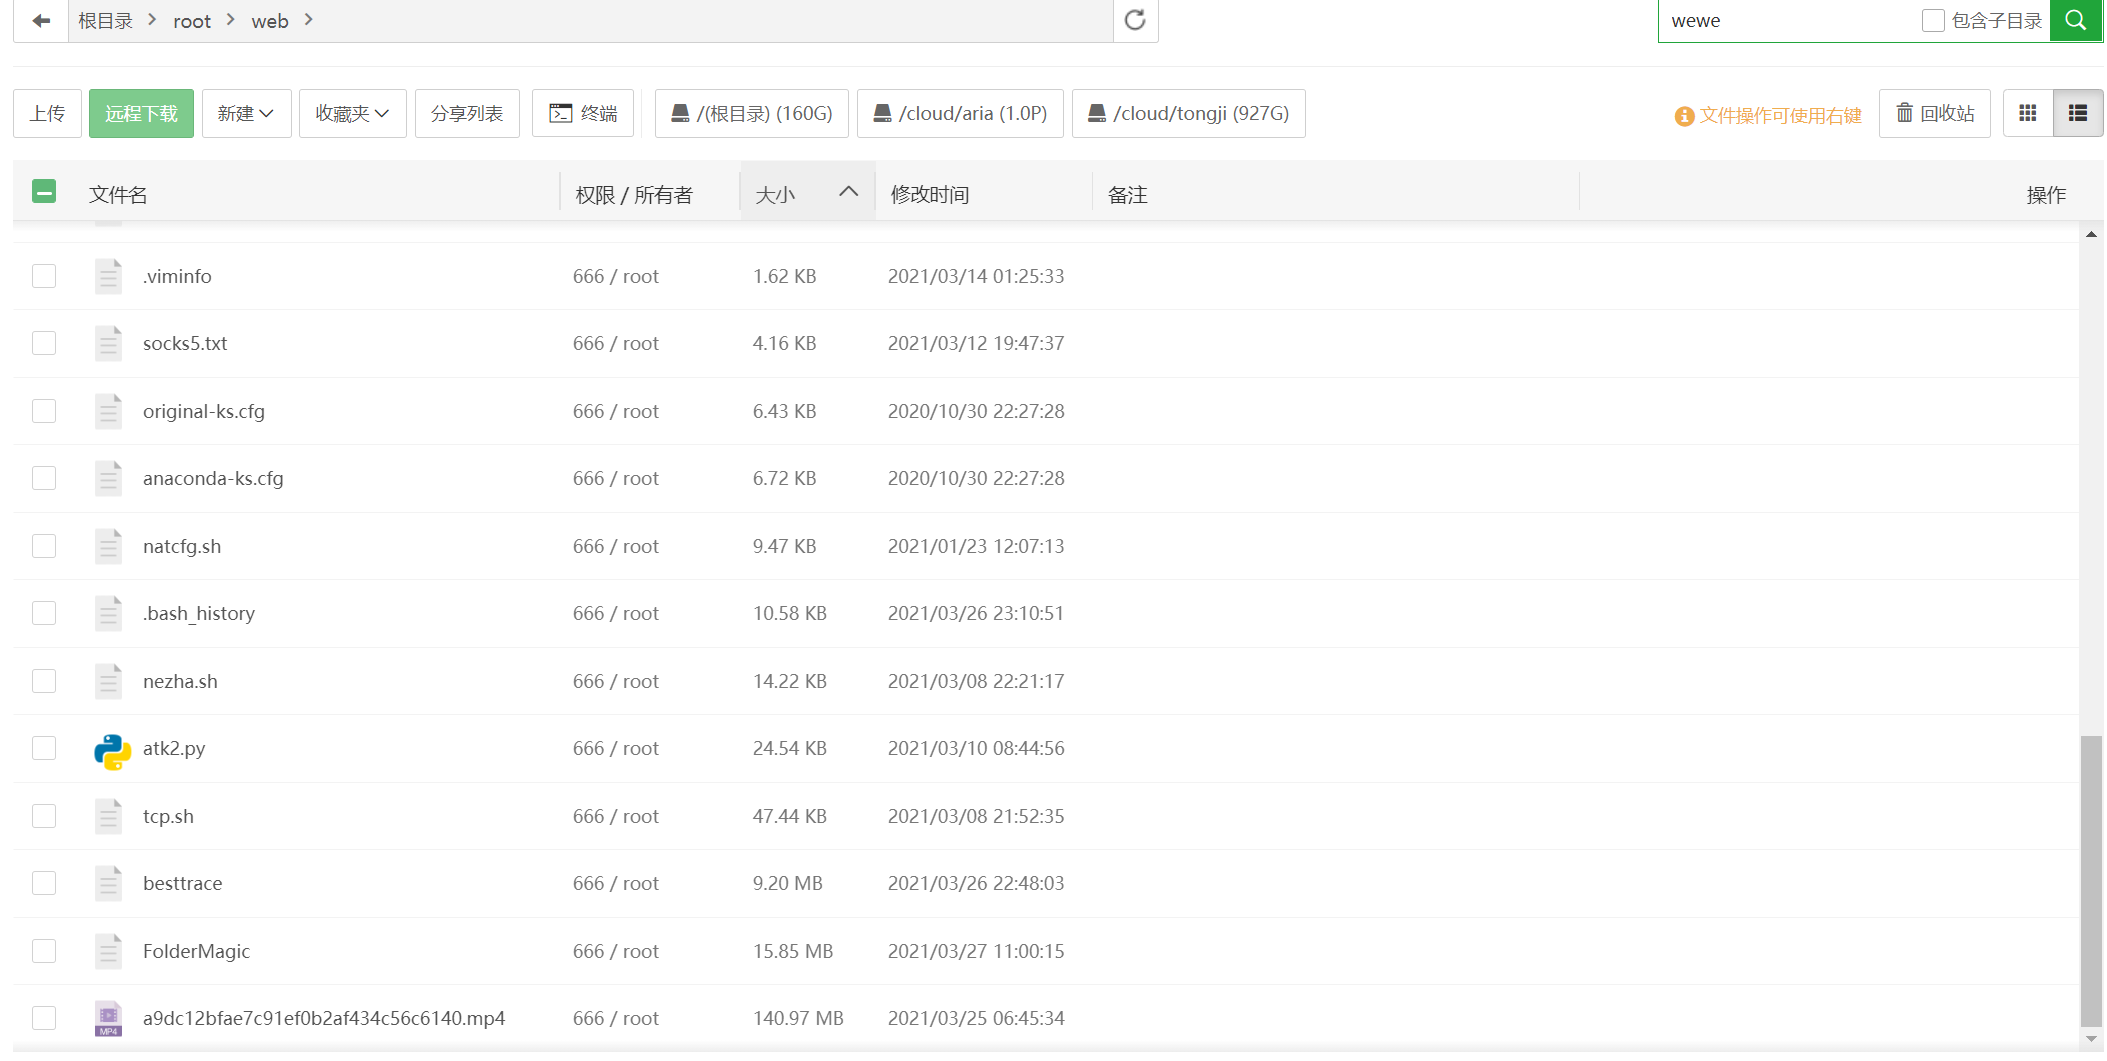 根目录 root web
wewe 包含子目录
上传 远程下载 新建 收藏夹 分享列表 终端 /(根目录) (160G) /cloud/aria (1.0P) /cloud/tongji (927G) 文件操作可使用右键 回收站
文件名 权限 / 所有者 大小 修改时间 备注 操作
.viminfo 666 / root 1.62 KB 2021/03/14 01:25:33
socks5.txt 666 / root 4.16 KB 2021/03/12 19:47:37
original-ks.cfg 666 / root 6.43 KB 2020/10/30 22:27:28
anaconda-ks.cfg 666 / root 6.72 KB 2020/10/30 22:27:28
natcfg.sh 666 / root 9.47 KB 2021/01/23 12:07:13
.bash_history 666 / root 10.58 KB 2021/03/26 23:10:51
nezha.sh 666 / root 14.22 KB 2021/03/08 22:21:17
atk2.py 666 / root 24.54 KB 2021/03/10 08:44:56
tcp.sh 666 / root 47.44 KB 2021/03/08 21:52:35
besttrace 666 / root 9.20 MB 2021/03/26 22:48:03
FolderMagic 666 / root 15.85 MB 2021/03/27 11:00:15
MP4 a9dc12bfae7c91ef0b2af434c56c6140.mp4 666 / root 140.97 MB 2021/03/25 06:45:34